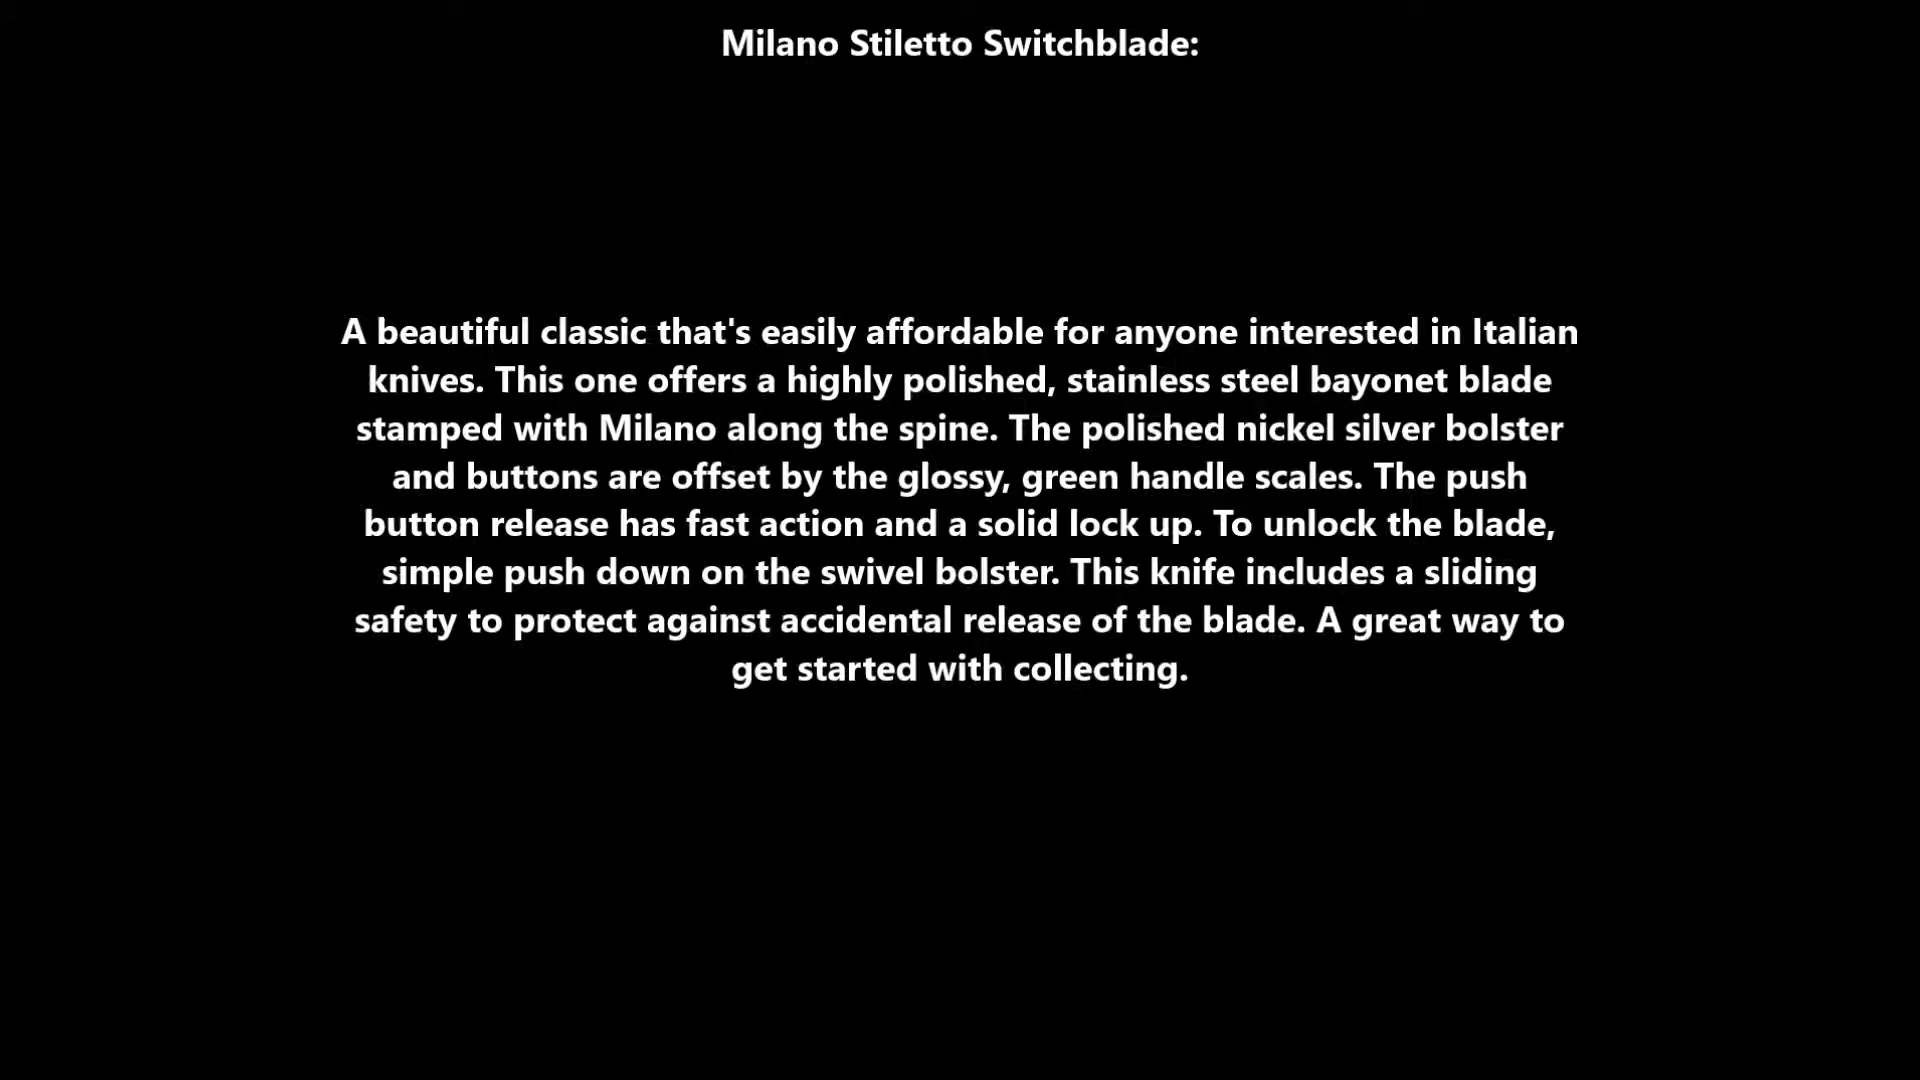 Milano Stiletto Switchblade:
A beautiful classic that's easily affordable for anyone interested in Italian
knives. This one offers a highly polished, stainless steel bayonet blade
stamped with Milano along the spine. The polished nickel silver bolster
and buttons are offset by the glossy, green handle scales. The push
button release has fast action and a solid lock up. To unlock the blade,
simple push down on the swivel bolster. This knife includes a sliding
safety to protect against accidental release of the blade. A great way to
get started with collecting.